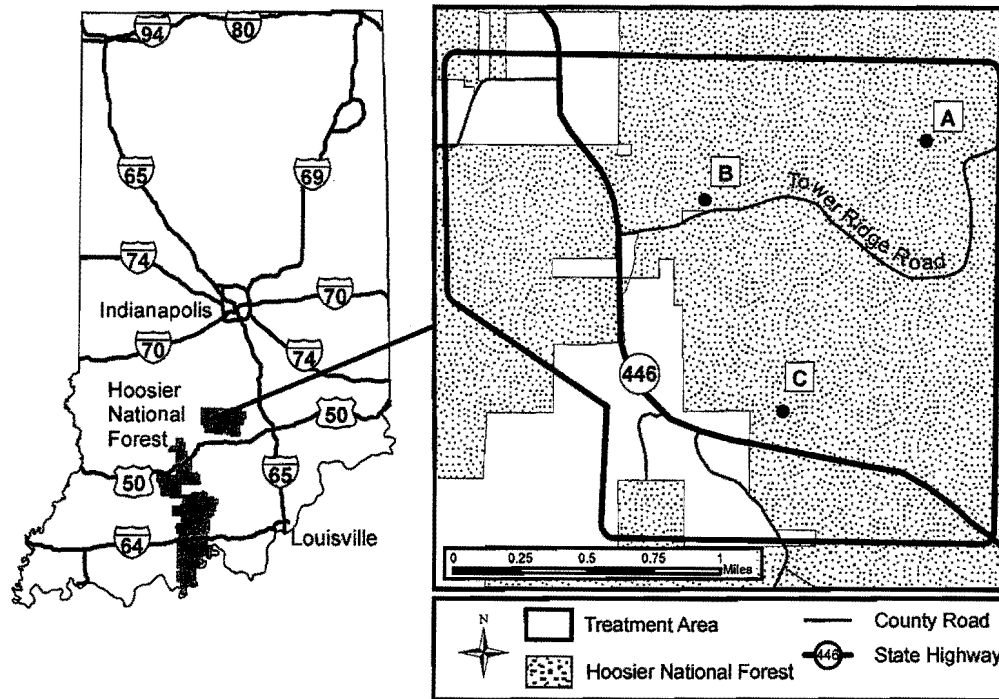 94
80
65
69
74
Indianapolis
70
70
74
Hoosier
National
Forest
50
50
65
64
Louisville
A
B
Tower Ridge Road
446
C
0 0.25 0.5 0.75 1
Miles
N
Treatment Area
County Road
446
State Highway
Hoosier National Forest